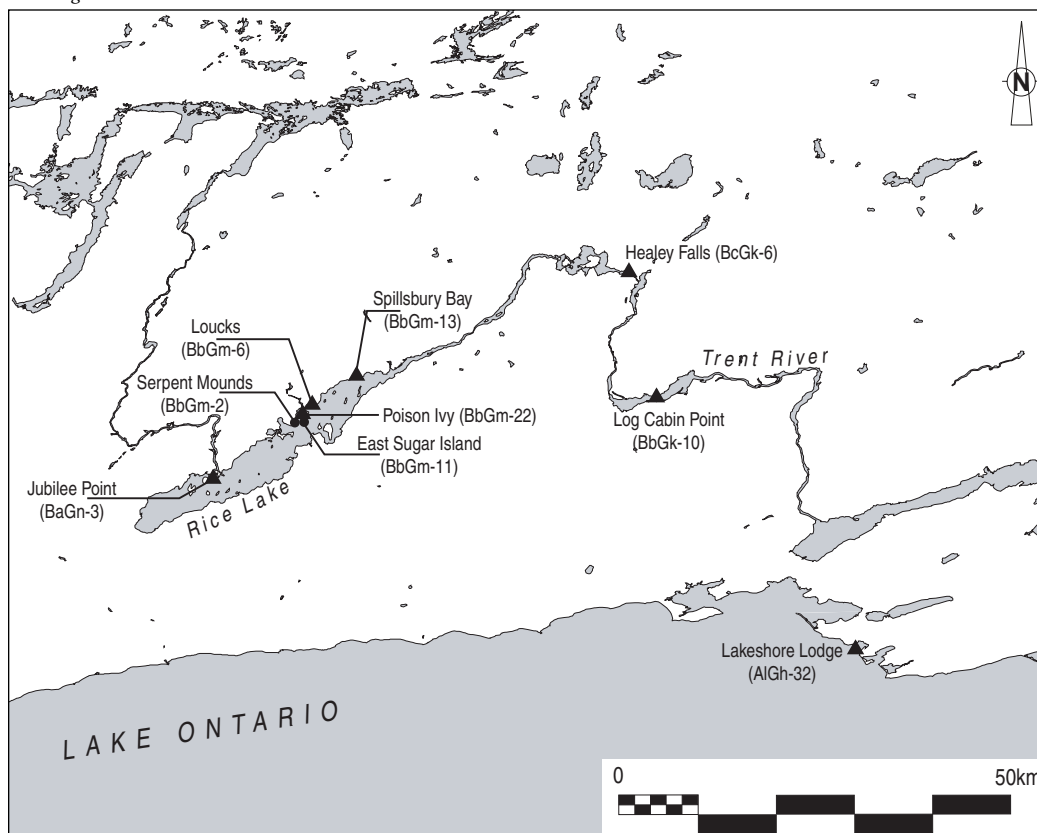 N
Healey Falls (BcGk-6)
Spillsbury Bay
(BbGm-13)
Loucks
(BbGm-6)
Trent River
Serpent Mounds
(BbGm-2)
Poison Ivy (BbGm-22)
Log Cabin Point
(BbGk-10)
East Sugar Island
(BbGm-11)
Jubilee Point
(BaGn-3)
Rice Lake
Lakeshore Lodge
(AlGh-32)
LAKE ONTARIO
0 50km